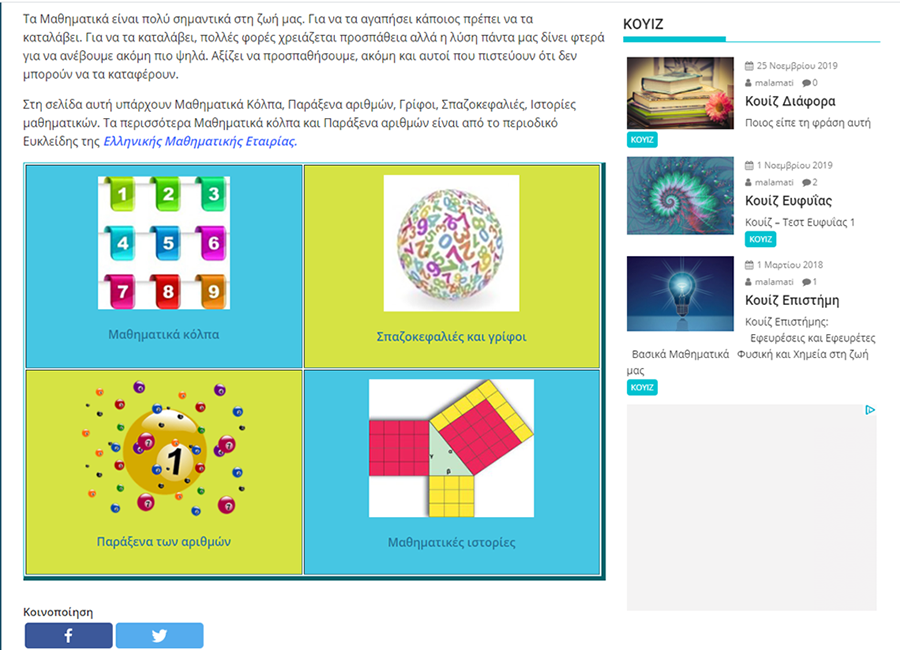 Τα Μαθηματικά είναι πολύ σημαντικά στη ζωή μας. Για να τα αγαπήσει κάποιος πρέπει να τα
καταλάβει. Για να τα καταλάβει, πολλές φορές χρειάζεται προσπάθεια αλλά η λύση πάντα μας δίνει φτερά
για να ανέβουμε ακόμη πιο ψηλά. Αξίζει να προσπαθήσουμε, ακόμη και αυτοί που πιστεύουν ότι δεν
μπορούν να τα καταφέρουν.
Στη σελίδα αυτή υπάρχουν Μαθηματικά Κόλπα, Παράξενα αριθμών, Γρίφοι, Σπαζοκεφαλιές, Ιστορίες
μαθηματικών. Τα περισσότερα Μαθηματικά κόλπα και Παράξενα αριθμών είναι από το περιοδικό
Ευκλείδης της Ελληνικής Μαθηματικής Εταιρίας.
1 2 3
4 5 6
7 8 9
Μαθηματικά κόλπα
Σπαζοκεφαλιές και γρίφοι
1
Παράξενα των αριθμών
γ α
β
Μαθηματικές ιστορίες
Κοινοποίηση
f
ΚΟΥΙΖ
25 Νοεμβρίου 2019
malamati 0
Κουίζ Διάφορα
Ποιος είπε τη φράση αυτή
ΚΟΥΙΖ
1 Νοεμβρίου 2019
malamati 2
Κουίζ Ευφυΐας
Κουίζ – Τεστ Ευφυΐας 1
ΚΟΥΙΖ
1 Μαρτίου 2018
malamati 1
Κουίζ Επιστήμη
Κουίζ Επιστήμης:
Εφευρέσεις και Εφευρέτες
Βασικά Μαθηματικά Φυσική και Χημεία στη ζωή
μας
ΚΟΥΙΖ